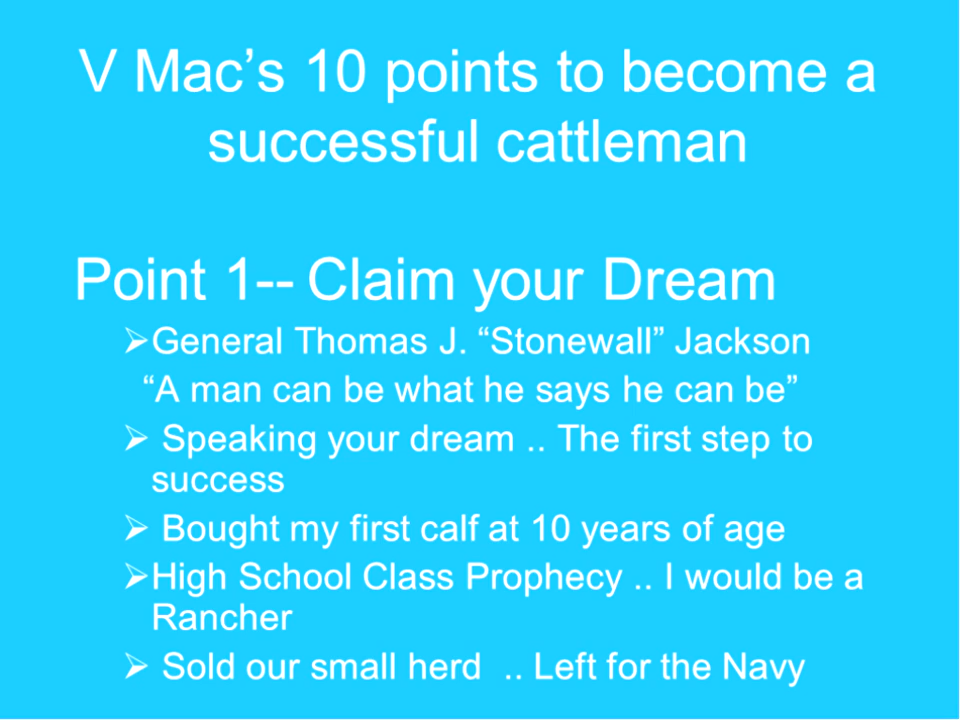 V Mac’s 10 points to become a
successful cattleman
Point 1-- Claim your Dream
➢General Thomas J. “Stonewall” Jackson
“A man can be what he says he can be”
➢ Speaking your dream .. The first step to
success
➢ Bought my first calf at 10 years of age
➢High School Class Prophecy .. I would be a
Rancher
➢ Sold our small herd .. Left for the Navy